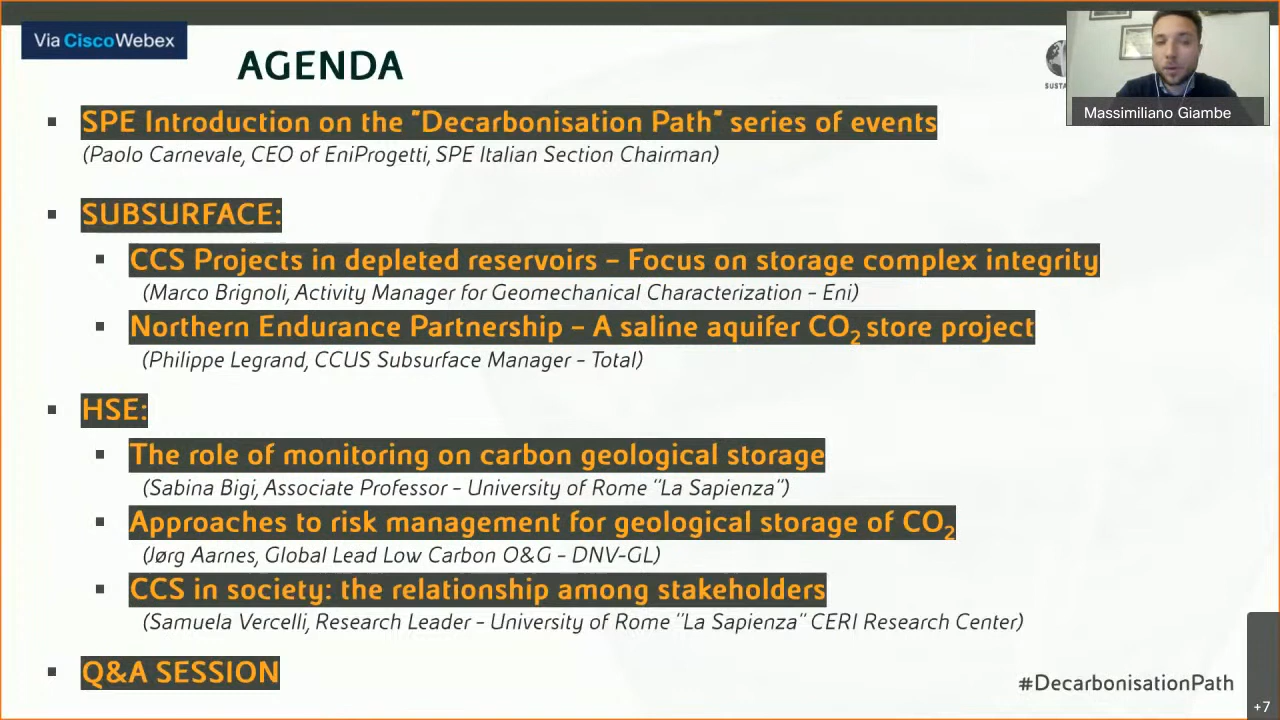 Via CiscoWebex
AGENDA
SUSTA
Massimiliano Giambe
SPE Introduction on the "Decarbonisation Path" series of events
(Paolo Carnevale, CEO of EniProgetti, SPE Italian Section Chairman)
SUBSURFACE:
CCS Projects in depleted reservoirs – Focus on storage complex integrity
(Marco Brignoli, Activity Manager for Geomechanical Characterization - Eni)
Northern Endurance Partnership – A saline aquifer CO₂ store project
(Philippe Legrand, CCUS Subsurface Manager - Total)
HSE:
The role of monitoring on carbon geological storage
(Sabina Bigi, Associate Professor – University of Rome "La Sapienza")
Approaches to risk management for geological storage of CO₂
(Jørg Aarnes, Global Lead Low Carbon O&G – DNV-GL)
CCS in society: the relationship among stakeholders
(Samuela Vercelli, Research Leader – University of Rome "La Sapienza" CERI Research Center)
Q&A SESSION
#DecarbonisationPath
+7